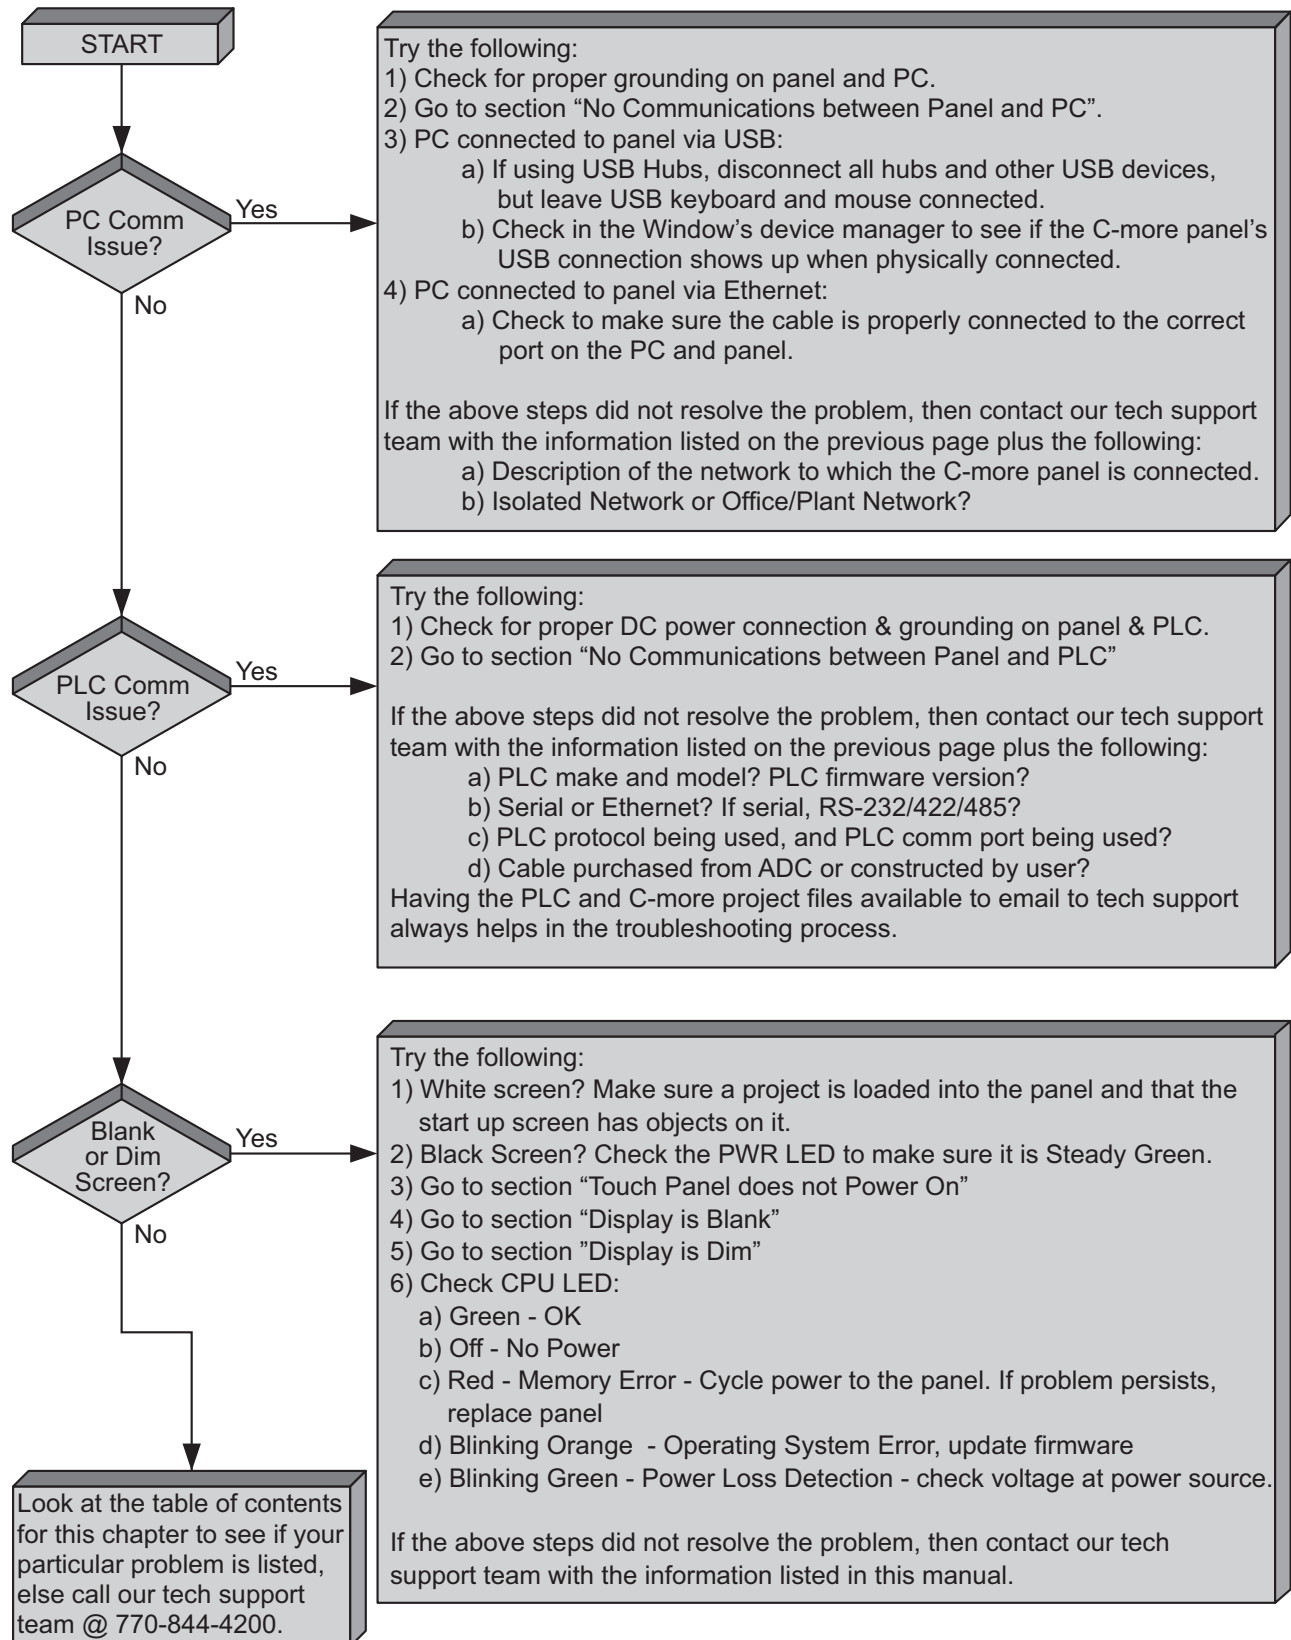 START
PC Comm
Issue?
Yes
No
Try the following:
1) Check for proper grounding on panel and PC.
2) Go to section “No Communications between Panel and PC”.
3) PC connected to panel via USB:
a) If using USB Hubs, disconnect all hubs and other USB devices,
but leave USB keyboard and mouse connected.
b) Check in the Window’s device manager to see if the C-more panel’s
USB connection shows up when physically connected.
4) PC connected to panel via Ethernet:
a) Check to make sure the cable is properly connected to the correct
port on the PC and panel.
If the above steps did not resolve the problem, then contact our tech support
team with the information listed on the previous page plus the following:
a) Description of the network to which the C-more panel is connected.
b) Isolated Network or Office/Plant Network?
PLC Comm
Issue?
Yes
No
Try the following:
1) Check for proper DC power connection & grounding on panel & PLC.
2) Go to section “No Communications between Panel and PLC”
If the above steps did not resolve the problem, then contact our tech support
team with the information listed on the previous page plus the following:
a) PLC make and model? PLC firmware version?
b) Serial or Ethernet? If serial, RS-232/422/485?
c) PLC protocol being used, and PLC comm port being used?
d) Cable purchased from ADC or constructed by user?
Having the PLC and C-more project files available to email to tech support
always helps in the troubleshooting process.
Blank
or Dim
Screen?
Yes
No
Try the following:
1) White screen? Make sure a project is loaded into the panel and that the
start up screen has objects on it.
2) Black Screen? Check the PWR LED to make sure it is Steady Green.
3) Go to section “Touch Panel does not Power On”
4) Go to section “Display is Blank”
5) Go to section ”Display is Dim”
6) Check CPU LED:
a) Green - OK
b) Off - No Power
c) Red - Memory Error - Cycle power to the panel. If problem persists,
replace panel
d) Blinking Orange  - Operating System Error, update firmware
e) Blinking Green - Power Loss Detection - check voltage at power source.
If the above steps did not resolve the problem, then contact our tech
support team with the information listed in this manual.
Look at the table of contents
for this chapter to see if your
particular problem is listed,
else call our tech support
team @ 770-844-4200.